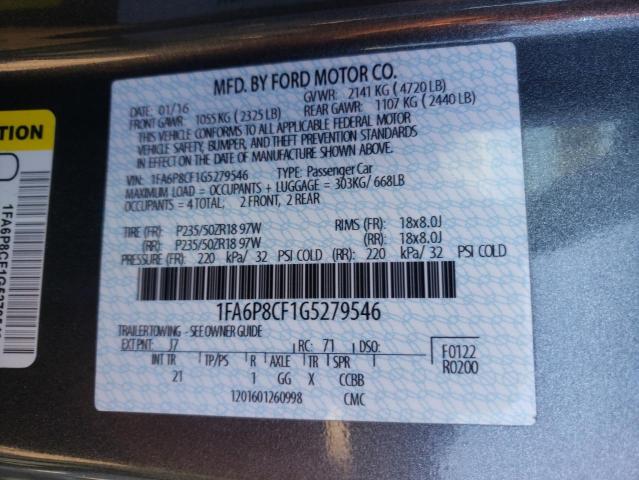 MFD. BY FORD MOTOR CO.
DATE: 01/16 GVWR: 2141 KG ( 4720 LB)
FRONT GAWR: 1055 KG ( 2325 LB) REAR GAWR: 1107 KG ( 2440 LB)
THIS VEHICLE CONFORMS TO ALL APPLICABLE FEDERAL MOTOR
VEHICLE SAFETY, BUMPER, AND THEFT PREVENTION STANDARDS
IN EFFECT ON THE DATE OF MANUFACTURE SHOWN ABOVE.
VIN: 1FA6P8CF1G5279546 TYPE: Passenger Car
MAXIMUM LOAD = OCCUPANTS + LUGGAGE = 303KG/ 668LB
OCCUPANTS = 4 TOTAL, 2 FRONT, 2 REAR
TIRE (FR): P235/50ZR18 97W RIMS (FR): 18x8.0J
(RR): P235/50ZR18 97W (RR): 18x8.0J
PRESSURE (FR): 220 kPa/ 32 PSI COLD (RR): 220 kPa/ 32 PSI COLD
1FA6P8CF1G5279546
TRAILER TOWING - SEE OWNER GUIDE
EXT PNT: J7 RC: 71 DSO:
INT TR TP/PS R AXLE TR SPR
21 1 GG X CCBB
1201601260998 CMC
F0122
R0200
TION
1FA6P8CF1G5279546